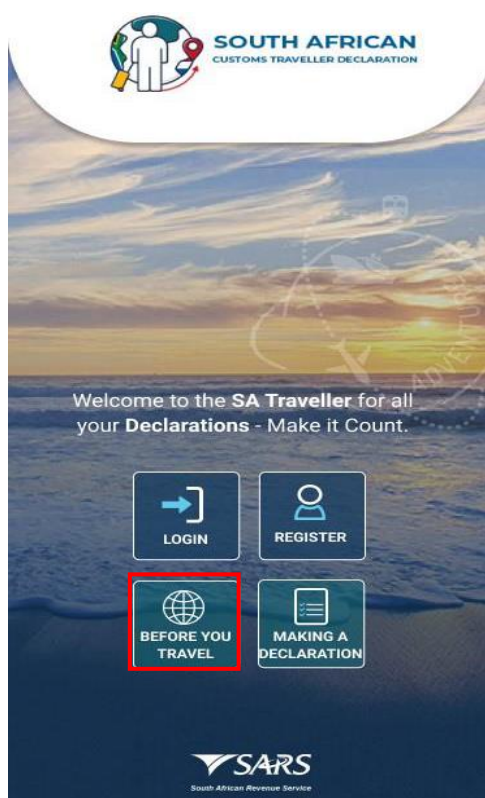 SOUTH AFRICAN
CUSTOMS TRAVELLER DECLARATION
ADVENTURE
Welcome to the SA Traveller for all
your Declarations - Make it Count.
LOGIN
REGISTER
BEFORE YOU
TRAVEL
MAKING A
DECLARATION
SARS
South African Revenue Service